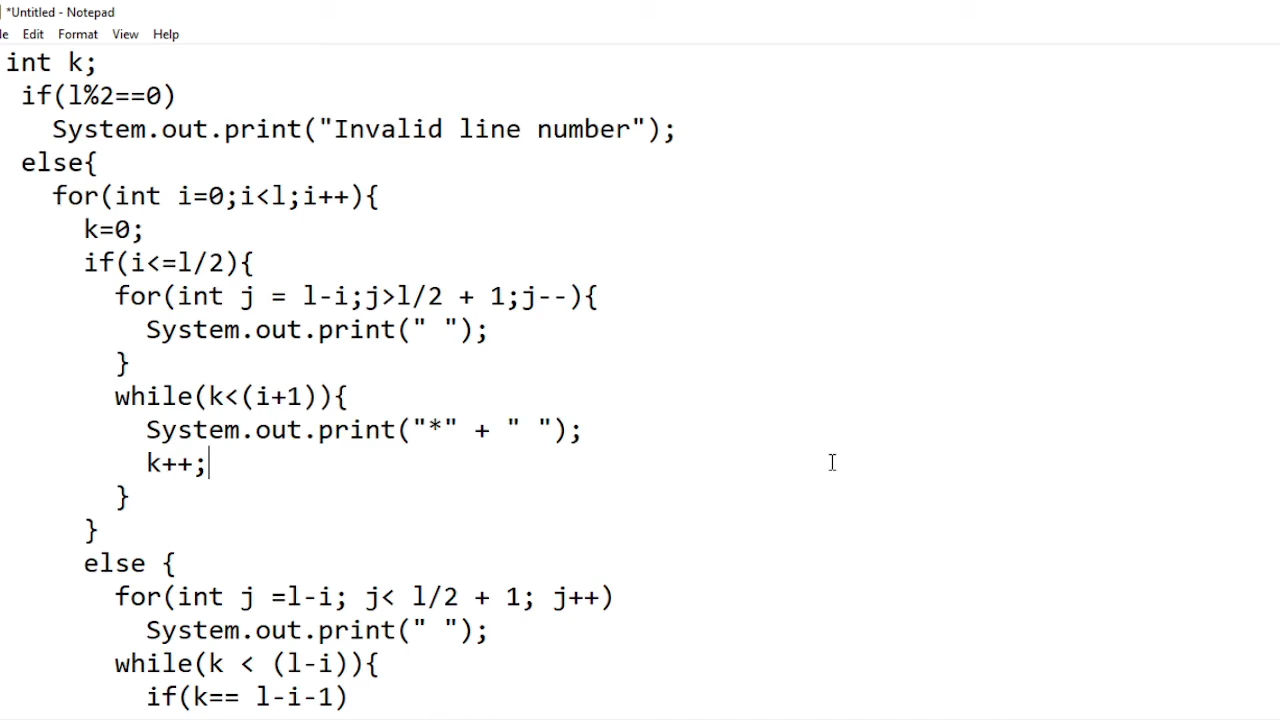 *Untitled - Notepad
Edit Format View Help
int k;
if(l%2==0)
System.out.print("Invalid line number");
else{
for(int i=0;i<l;i++){
k=0;
if(i<=l/2){
for(int j = l-i;j>l/2 + 1;j--){
System.out.print(" ");
}
while(k<(i+1)){
System.out.print("*" + " ");
k++;
}
}
else {
for(int j =l-i; j< l/2 + 1; j++)
System.out.print(" ");
while(k < (l-i)){
if(k== l-i-1)